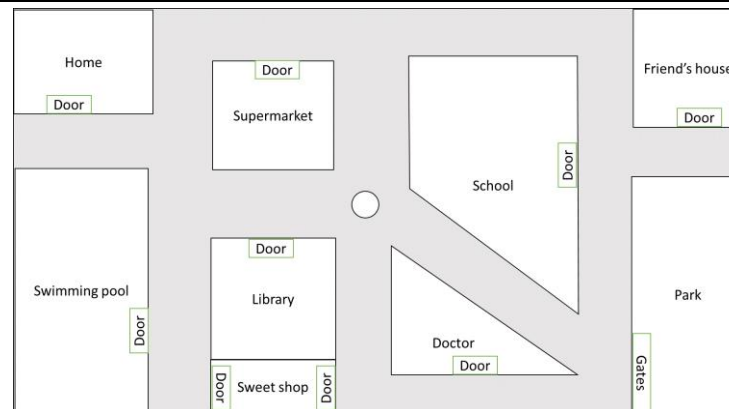 Home
Door
Door
Supermarket
School
Door
Friend's house
Door
Swimming pool
Door
Door
Library
Door
Sweet shop
Door
Doctor
Door
Park
Gates